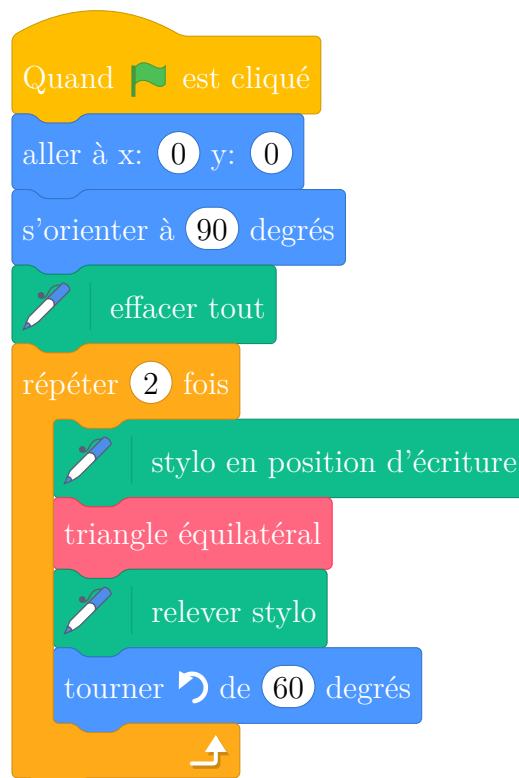 Quand est cliqué
aller à x: 0 y: 0
s'orienter à 90 degrés
effacer tout
répéter 2 fois
stylo en position d'écriture
triangle équilatéral
relever stylo
tourner de 60 degrés